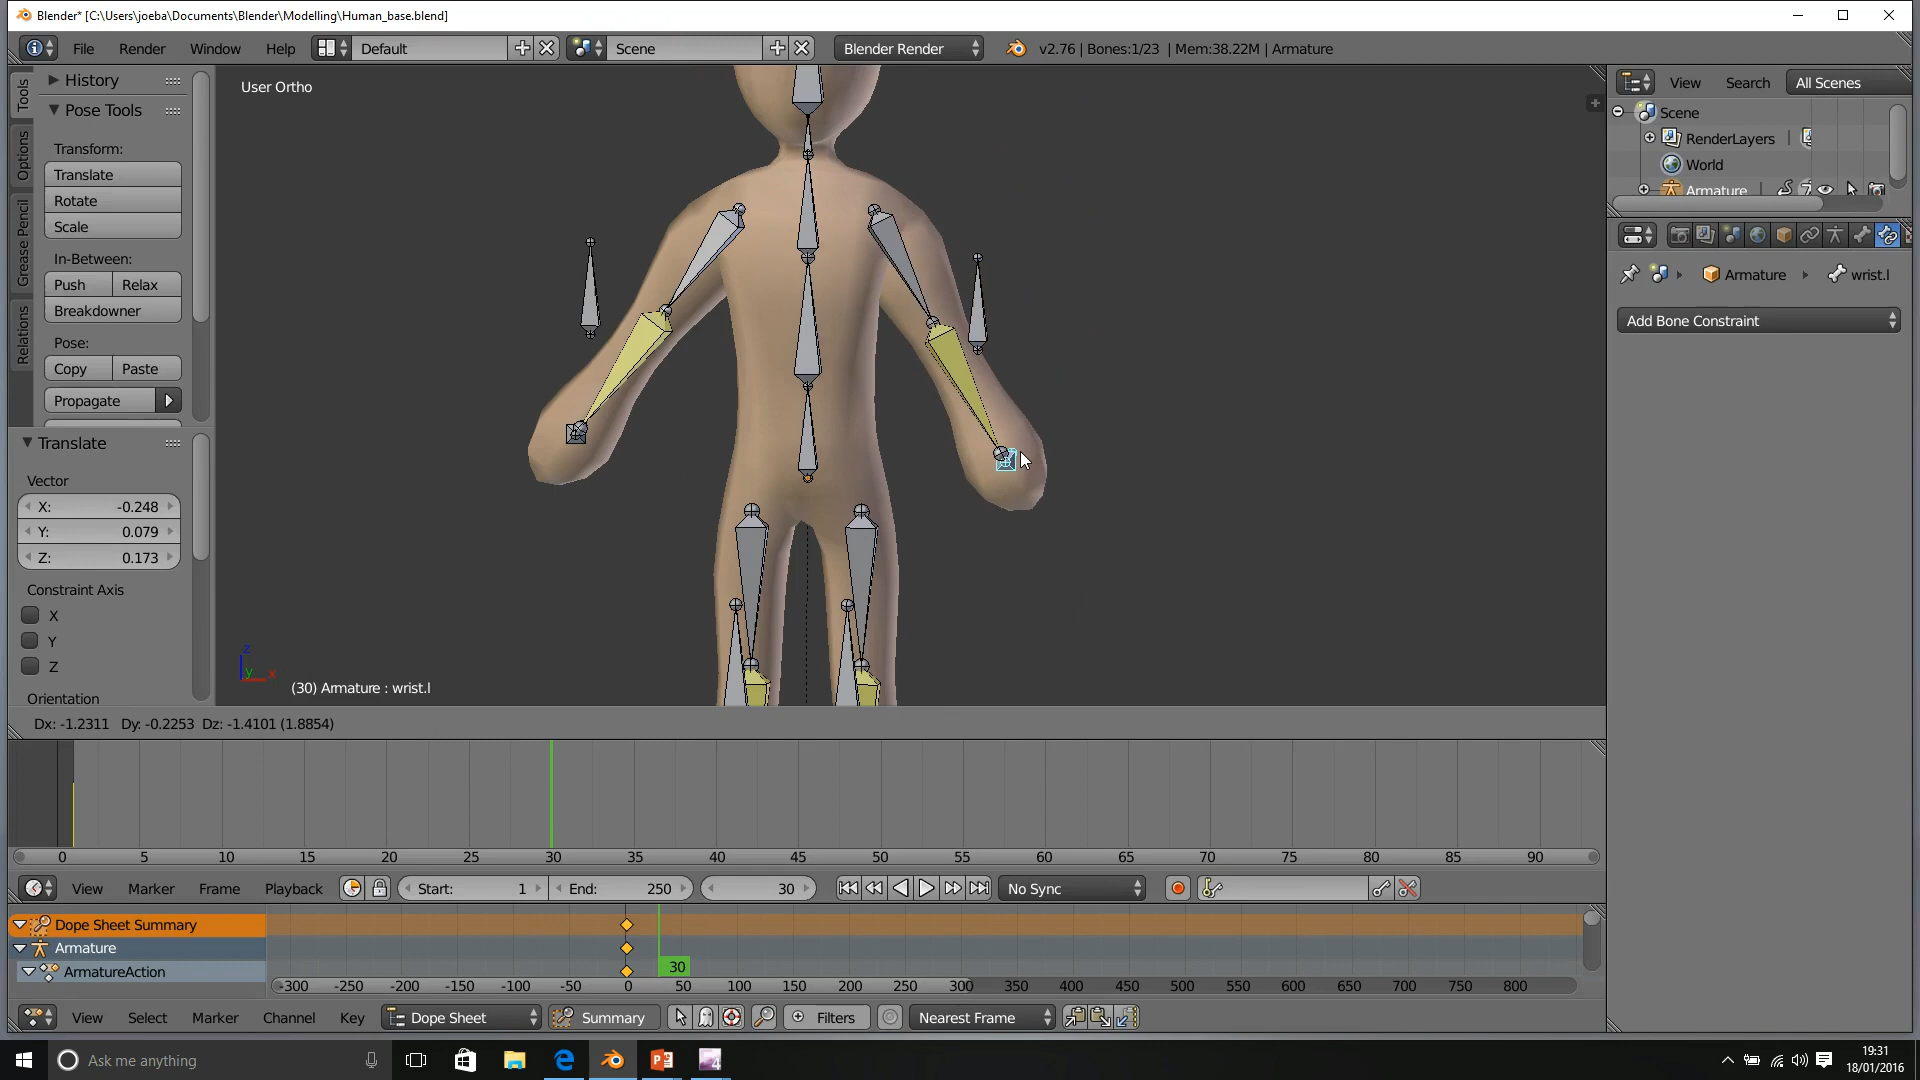 Blender* [C:\Users\joeba\Documents\Blender\Modelling\Human_base.blend]
File Render Window Help Default Scene Blender Render v2.76 | Bones:1/23 | Mem:38.22M | Armature
Tools
Options
Grease Pencil
Relations
History
Pose Tools
Transform:
Translate
Rotate
Scale
In-Between:
Push Relax
Breakdowner
Pose:
Copy Paste
Propagate
Translate
Vector
X: -0.248
Y: 0.079
Z: 0.173
Constraint Axis
X
Y
Z
Orientation
User Ortho
z
y x
(30) Armature : wrist.l
View Search All Scenes
Scene
RenderLayers
World
Armature
Armature wrist.l
Add Bone Constraint
Dx: -1.2311 Dy: -0.2253 Dz: -1.4101 (1.8854)
0 5 10 15 20 25 30 35 40 45 50 55 60 65 70 75 80 85 90
View Marker Frame Playback Start: 1 End: 250 30 No Sync
Dope Sheet Summary
Armature
ArmatureAction
30
-300 -250 -200 -150 -100 -50 0 50 100 150 200 250 300 350 400 450 500 550 600 650 700 750 800
View Select Marker Channel Key Dope Sheet Summary Filters Nearest Frame
Ask me anything
19:31
18/01/2016